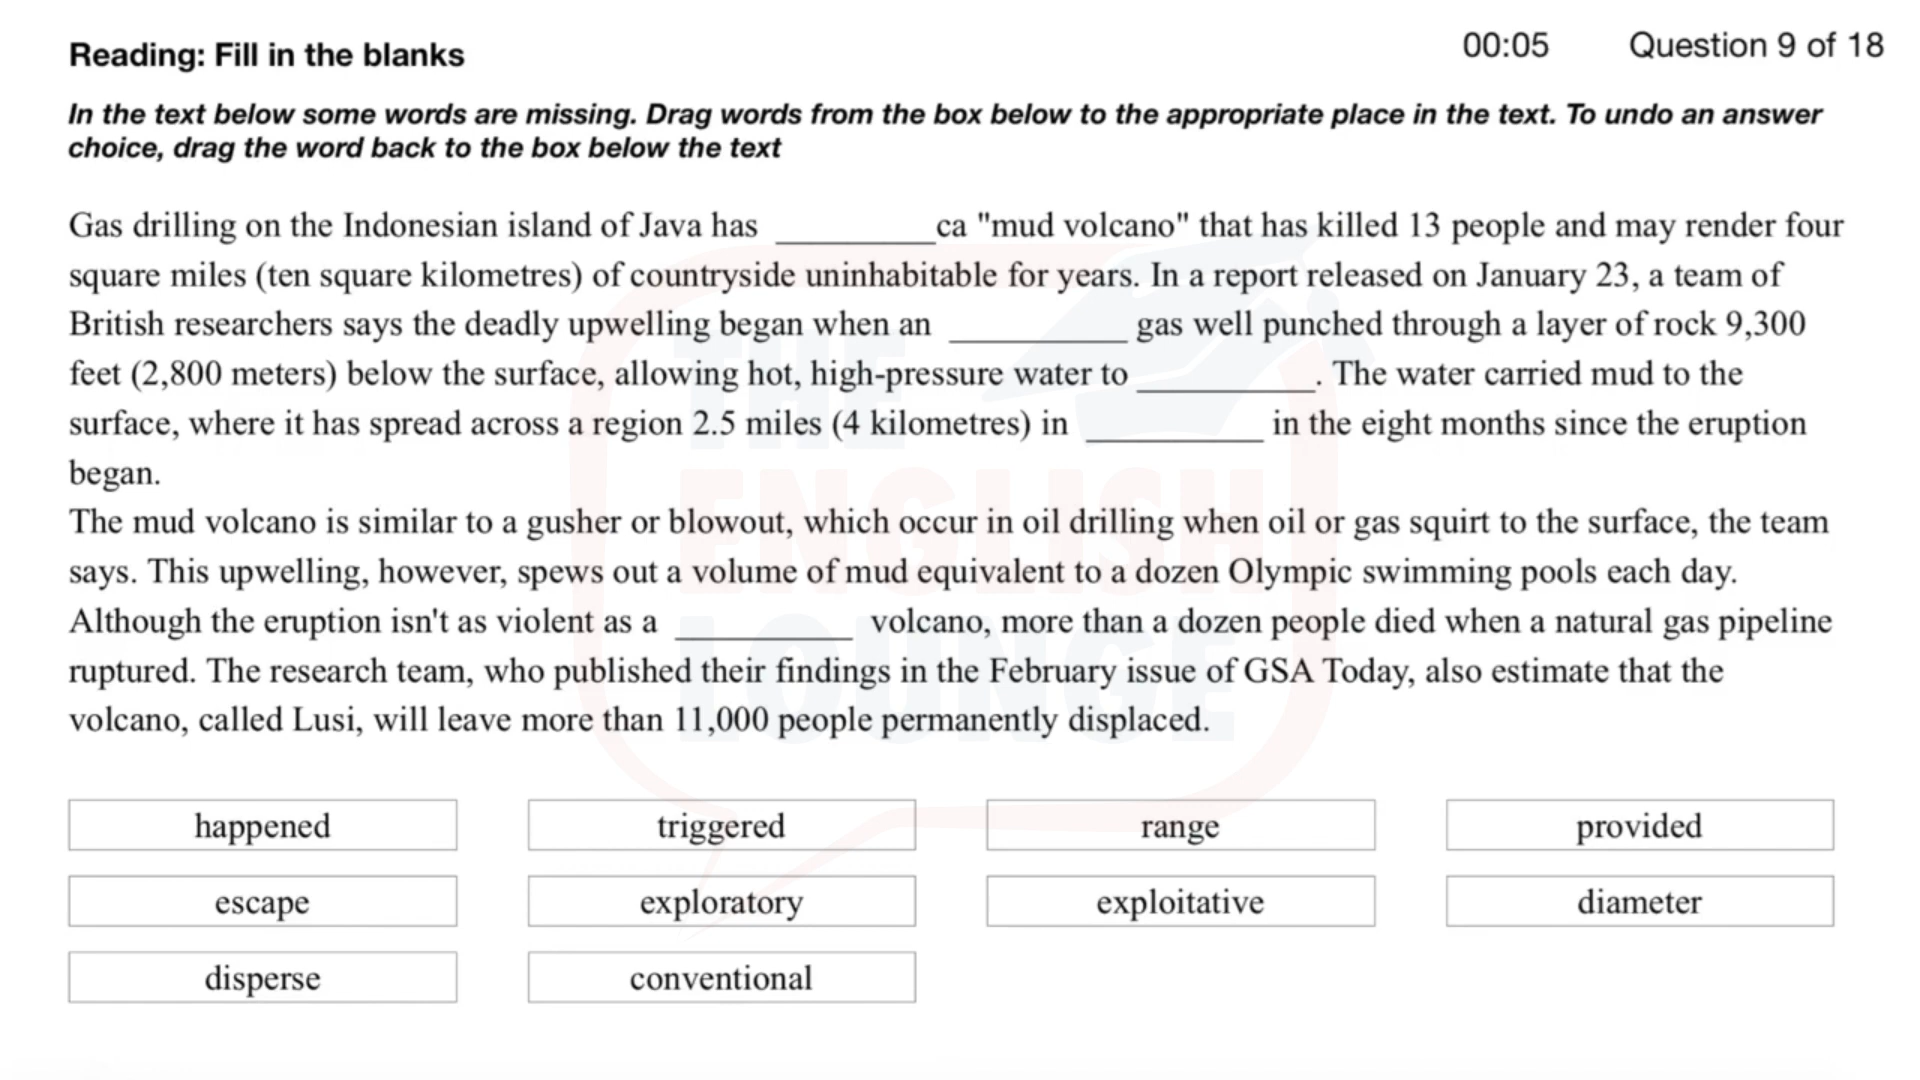 Reading: Fill in the blanks
00:05 Question 9 of 18
In the text below some words are missing. Drag words from the box below to the appropriate place in the text. To undo an answer
choice, drag the word back to the box below the text
Gas drilling on the Indonesian island of Java has _________ca "mud volcano" that has killed 13 people and may render four
square miles (ten square kilometres) of countryside uninhabitable for years. In a report released on January 23, a team of
British researchers says the deadly upwelling began when an __________ gas well punched through a layer of rock 9,300
feet (2,800 meters) below the surface, allowing hot, high-pressure water to __________. The water carried mud to the
surface, where it has spread across a region 2.5 miles (4 kilometres) in __________ in the eight months since the eruption
began.
The mud volcano is similar to a gusher or blowout, which occur in oil drilling when oil or gas squirt to the surface, the team
says. This upwelling, however, spews out a volume of mud equivalent to a dozen Olympic swimming pools each day.
Although the eruption isn't as violent as a __________ volcano, more than a dozen people died when a natural gas pipeline
ruptured. The research team, who published their findings in the February issue of GSA Today, also estimate that the
volcano, called Lusi, will leave more than 11,000 people permanently displaced.
happened triggered range provided
escape exploratory exploitative diameter
disperse conventional
THE
ENGLISH
LOUNGE